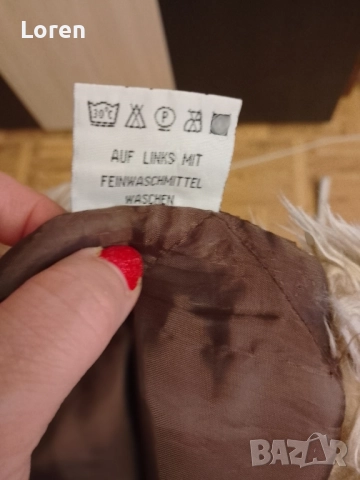 Loren
30°C P
AUF LINKS MIT
FEINWASCHMITTEL
WASCHEN
BAZAR